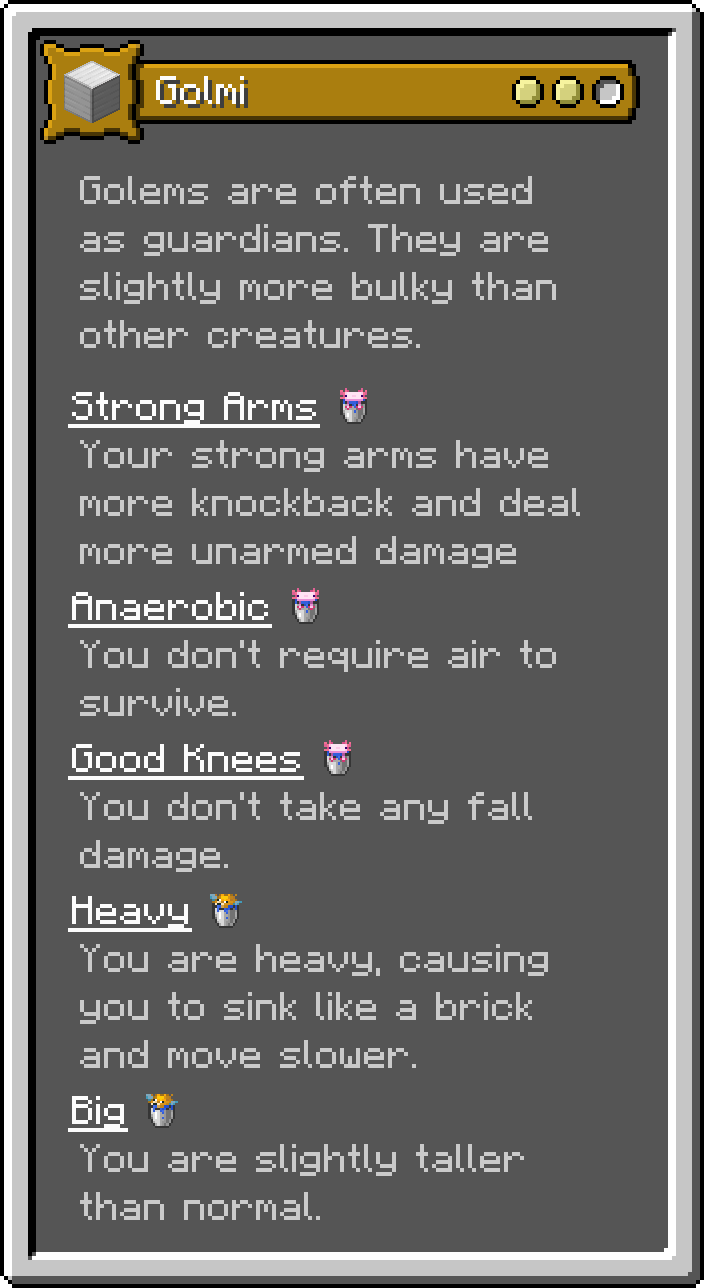 Golmi
Golems are often used
as guardians. They are
slightly more bulky than
other creatures.
Strong Arms
Your strong arms have
more knockback and deal
more unarmed damage
Anaerobic
You don't require air to
survive.
Good Knees
You don't take any fall
damage.
Heavy
You are heavy, causing
you to sink like a brick
and move slower.
Big
You are slightly taller
than normal.